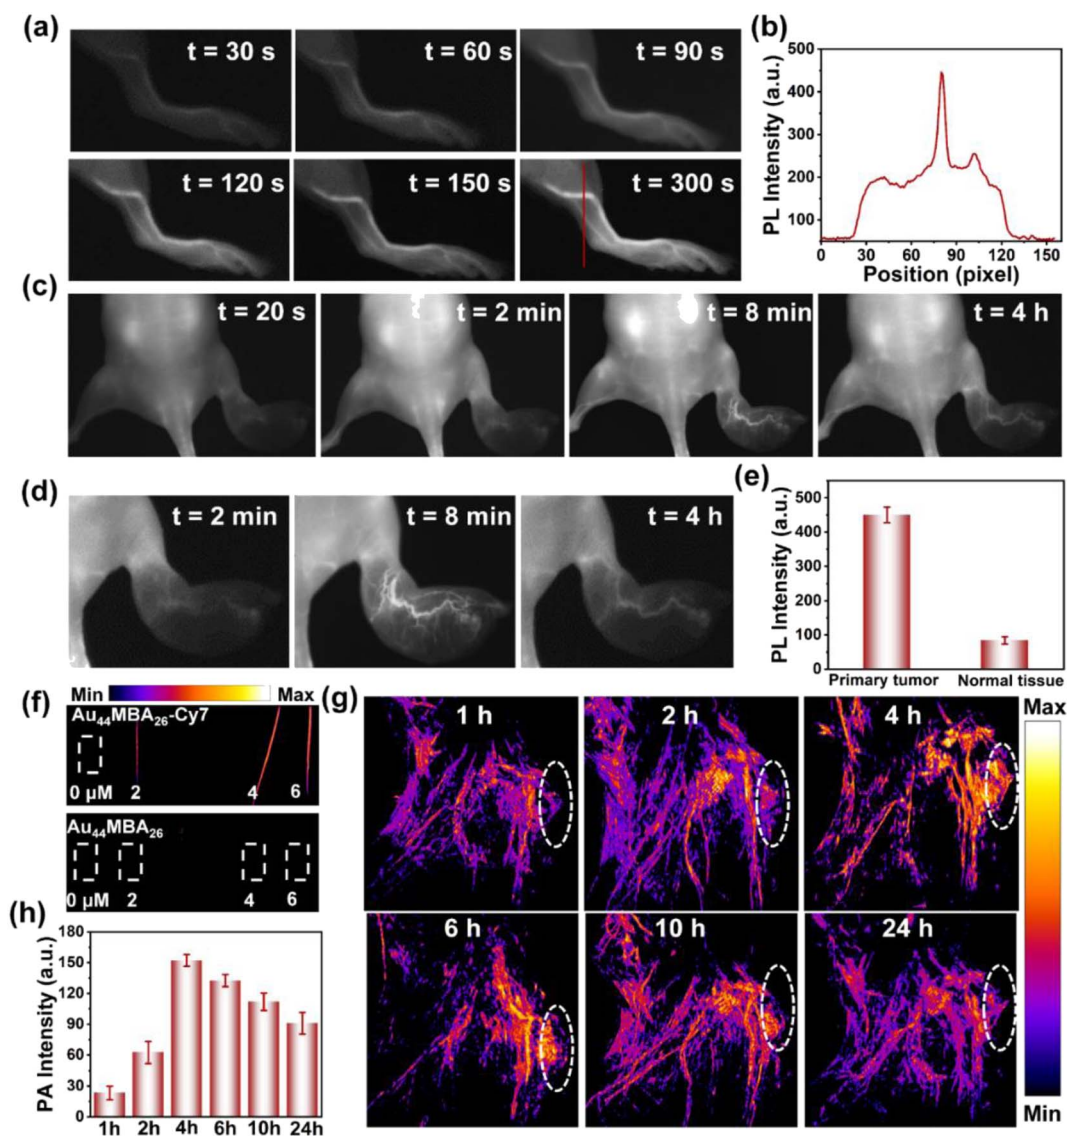 (a)
t = 30 s
t = 60 s
t = 90 s
t = 120 s
t = 150 s
t = 300 s
(b)
500
400
300
200
100
0 30 60 90 120 150
PL Intensity (a.u.)
Position (pixel)
(c)
t = 20 s
t = 2 min
t = 8 min
t = 4 h
(d)
t = 2 min
t = 8 min
t = 4 h
(e)
500
400
300
200
100
0
PL Intensity (a.u.)
Primary tumor Normal tissue
(f)
Min Max
Au44MBA26-Cy7
0 μM 2 4 6
Au44MBA26
0 μM 2 4 6
(g)
1 h
2 h
4 h
6 h
10 h
24 h
Max
Min
(h)
180
150
120
90
60
30
0
PA Intensity (a.u.)
1h 2h 4h 6h 10h 24h